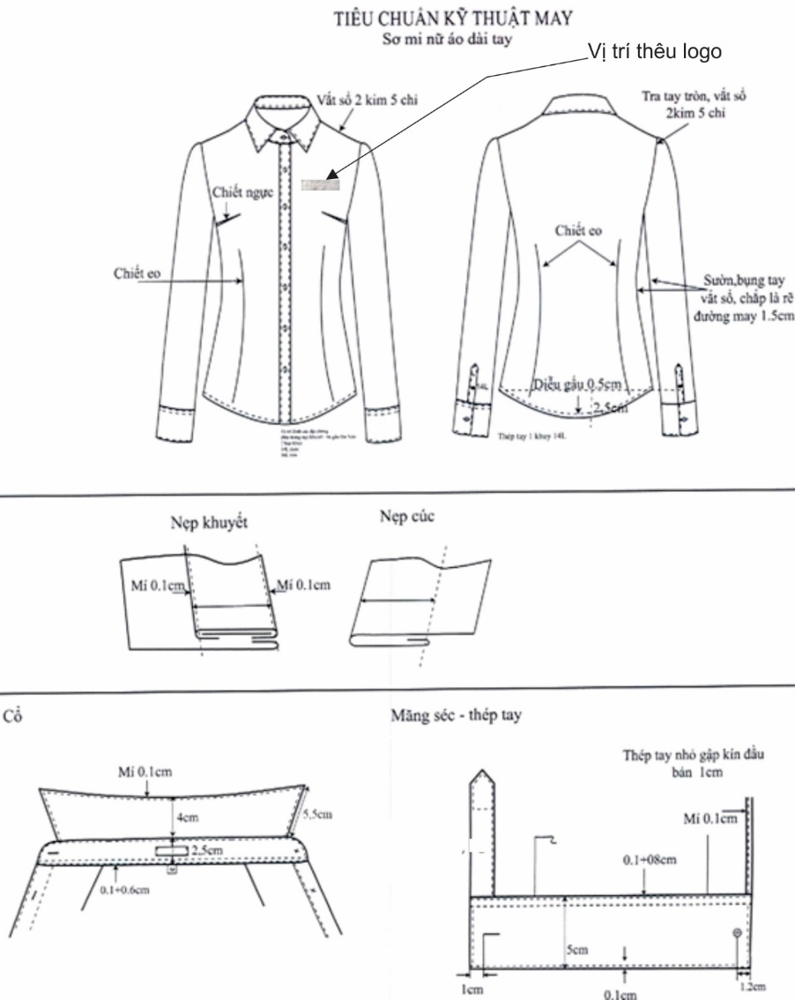 TIÊU CHUẨN KỸ THUẬT MAY
Sơ mi nữ áo dài tay
Vị trí thêu logo
Vắt sổ 2 kim 5 chỉ
Tra tay tròn, vắt sổ
2kim 5 chỉ
Chiết ngực
Chiết eo
Chiết eo
Sườn,bụng tay
vắt sổ, chắp là rẽ
đường may 1.5cm
Diễu gấu 0.5cm
2,5cm
Thép tay 1 khuy 14L
Nẹp khuyết
Nẹp cúc
Mí 0.1cm
Mí 0.1cm
Cổ
Măng séc - thép tay
Thép tay nhỏ gập kín đầu
bản 1cm
Mí 0.1cm
4cm
5,5cm
2,5cm
0.1+0.6cm
Mí 0.1cm
0.1+08cm
5cm
1cm
0.1cm
1.2cm